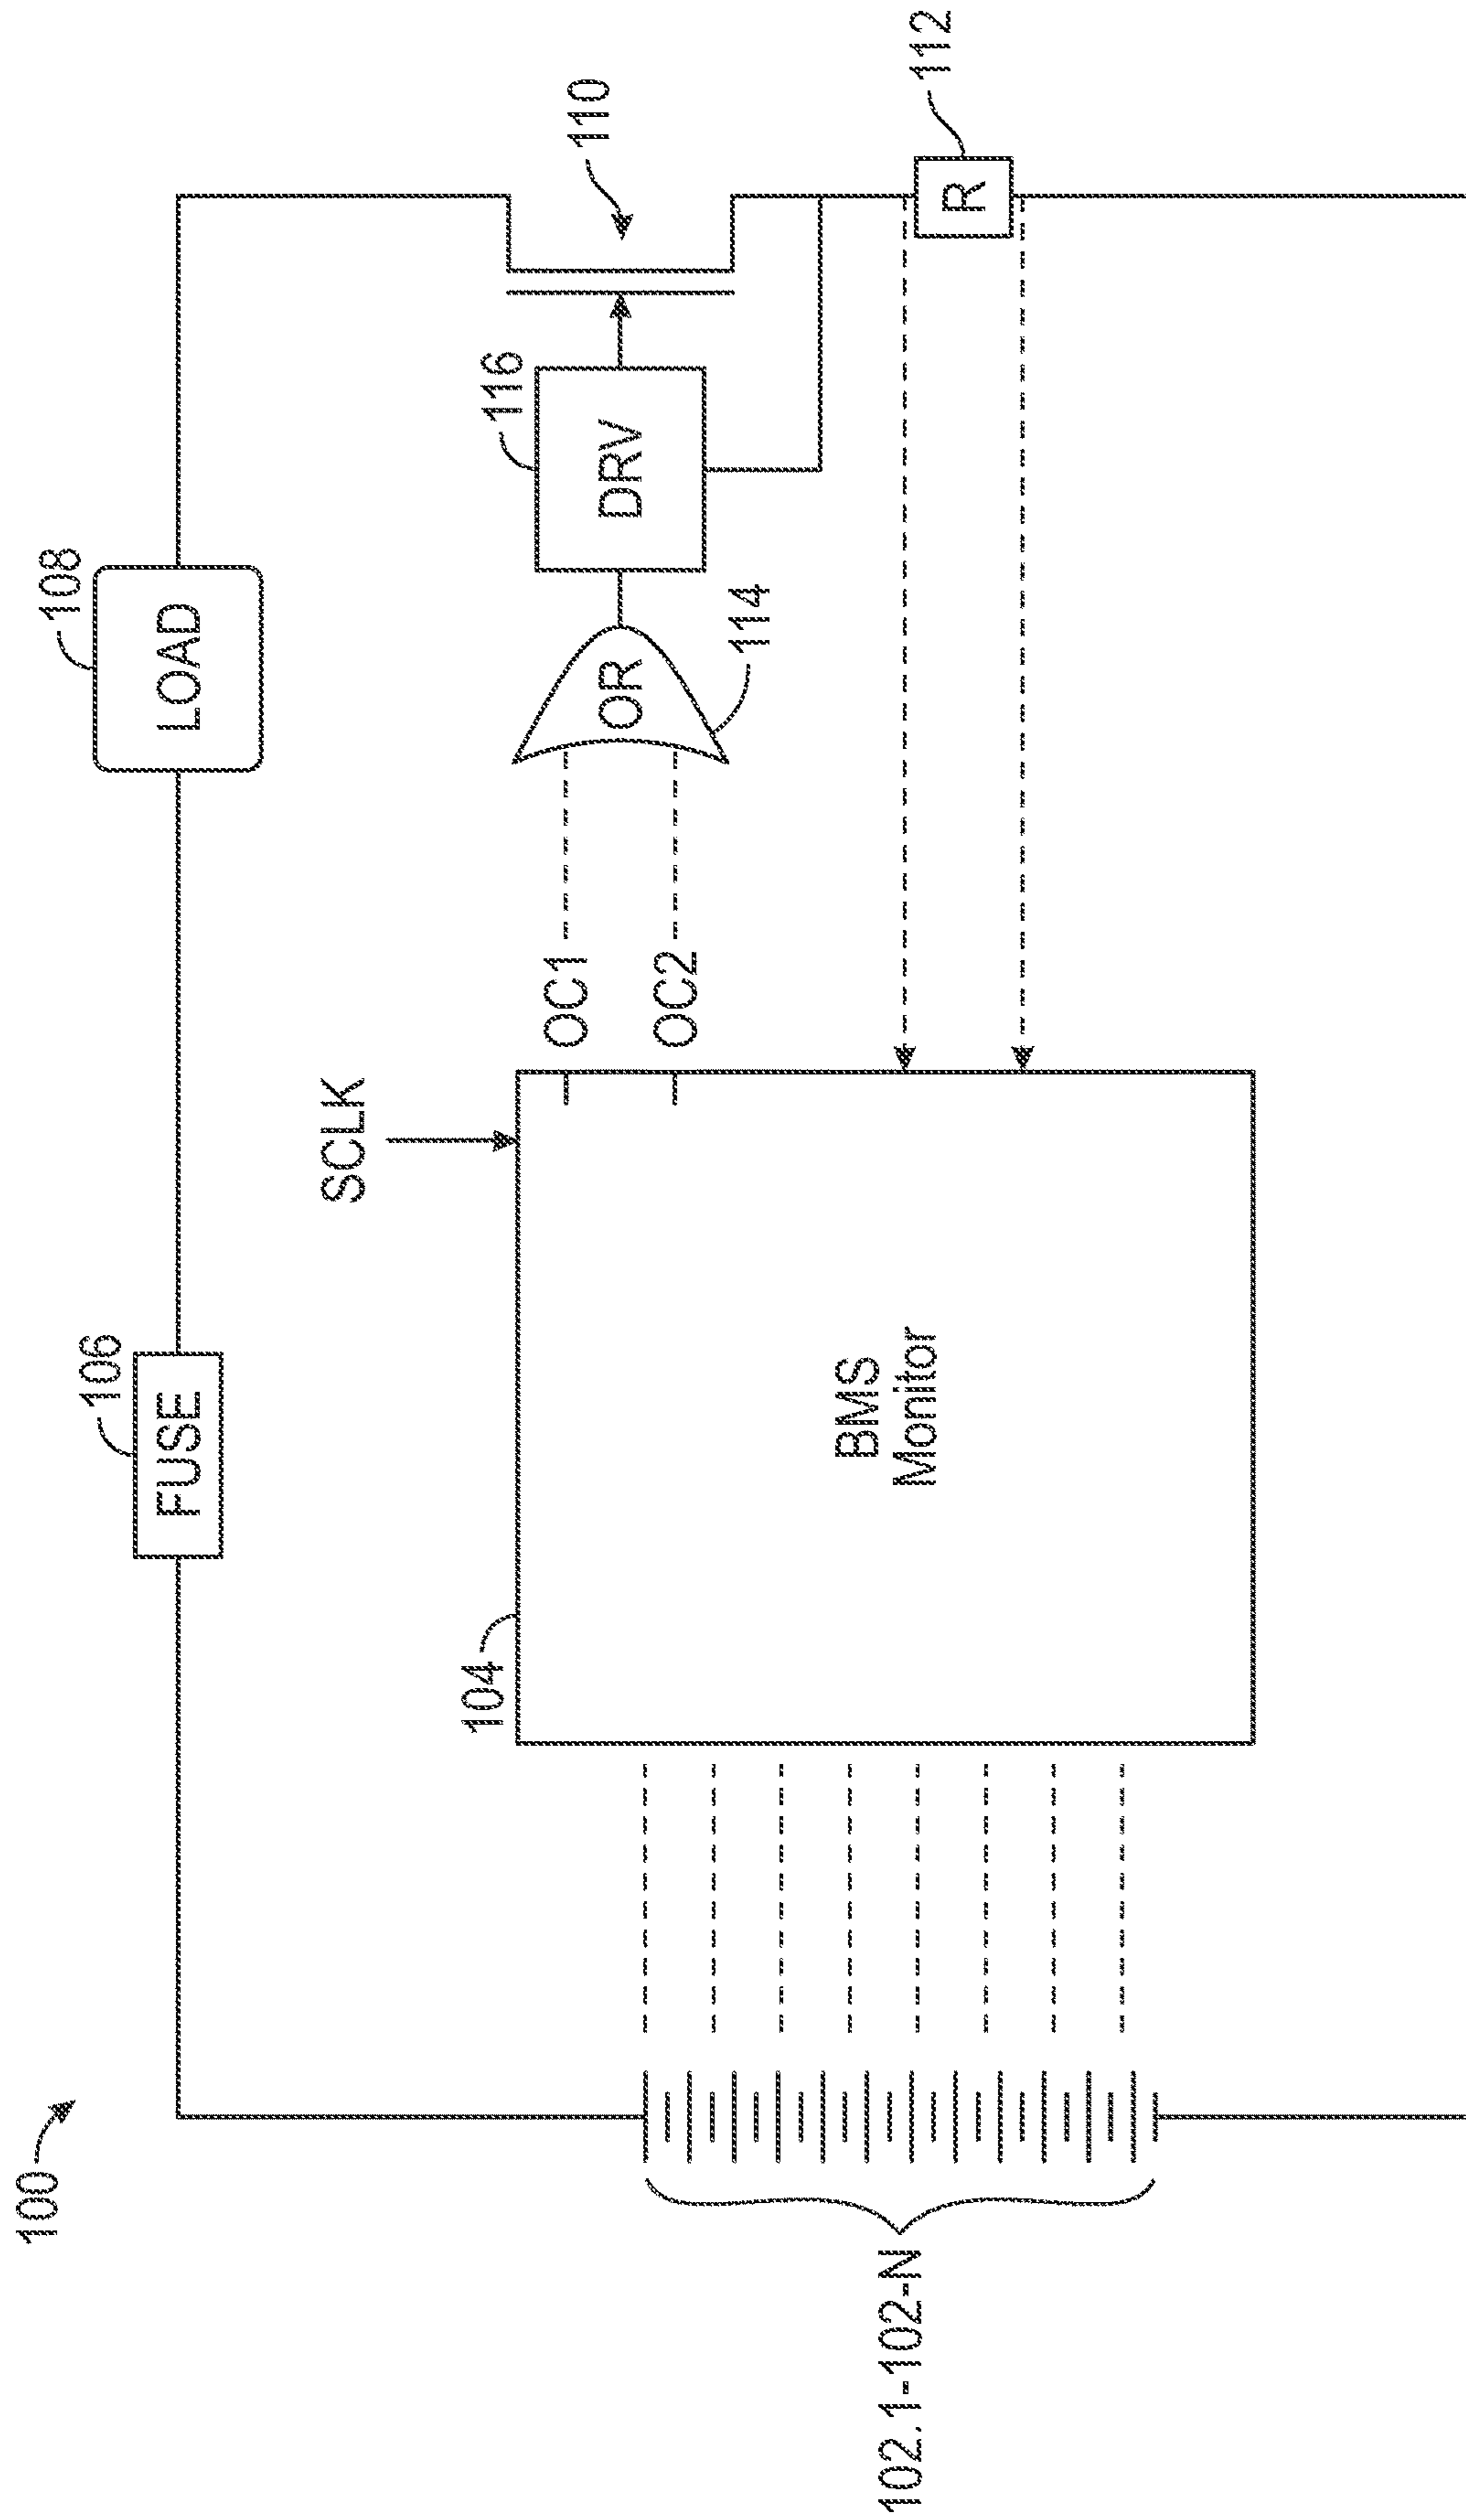 100
106
FUSE
108
LOAD
SCLK
104
BMS
Monitor
OC1
OC2
OR
114
116
DRV
110
R
112
102.1-102-N